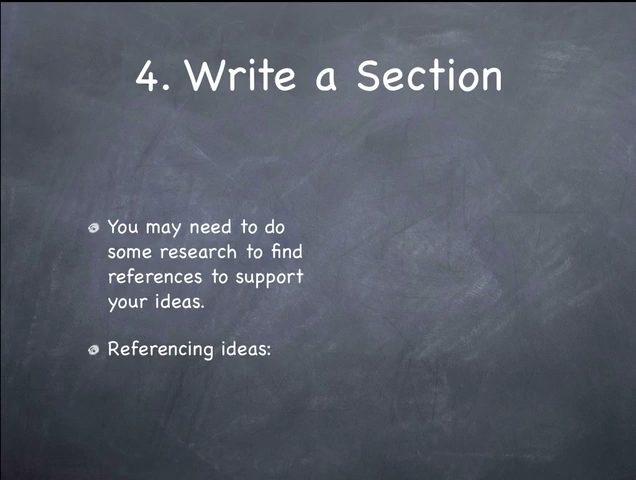 4. Write a Section
You may need to do
some research to find
references to support
your ideas.
Referencing ideas: